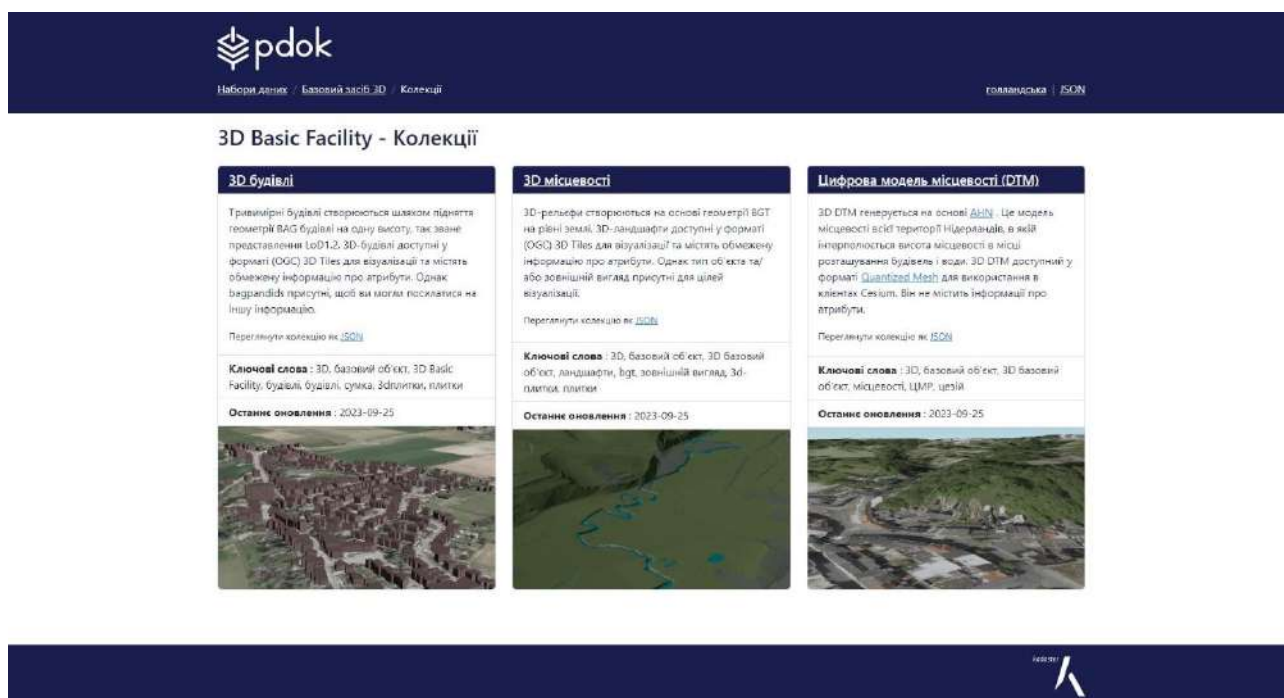 pdok
Набори даних / Базовий засіб 3D / Колекції
голландська | JSON
3D Basic Facility - Колекції
3D будівлі
Тривимірні будівлі створюються шляхом підняття
геометрії BAG будівлі на одну висоту, так зване
представлення LoD1.2. 3D-будівлі доступні у
форматі (OGC) 3D Tiles для візуалізації та містять
обмежену інформацію про атрибути. Однак
bagpandids присутні, щоб ви могли посилатися на
іншу інформацію.
Переглянути колекцію як JSON
Ключові слова : 3D, базовий об'єкт, 3D Basic
Facility, будівлі, будівлі, сумка, 3dплитки, плитки
Останнє оновлення : 2023-09-25
3D місцевості
3D-рельєфи створюються на основі геометрії BGT
на рівні землі. 3D-ландшафти доступні у форматі
(OGC) 3D Tiles для візуалізації та містять обмежену
інформацію про атрибути. Однак тип об'єкта та/
або зовнішній вигляд присутні для цілей
візуалізації.
Переглянути колекцію як JSON
Ключові слова : 3D, базовий об'єкт, 3D базовий
об'єкт, ландшафти, bgt, зовнішній вигляд, 3d-
плитки, плитки
Останнє оновлення : 2023-09-25
Цифрова модель місцевості (DTM)
3D DTM генерується на основі AHN . Це модель
місцевості всієї території Нідерландів, в якій
інтерполюється висота місцевості в місці
розташування будівель і води. 3D DTM доступний у
форматі Quantized Mesh для використання в
клієнтах Cesium. Він не містить інформації про
атрибути.
Переглянути колекцію як JSON
Ключові слова : 3D, базовий об'єкт, 3D базовий
об'єкт, місцевості, ЦМР, цезій
Останнє оновлення : 2023-09-25
kadaster